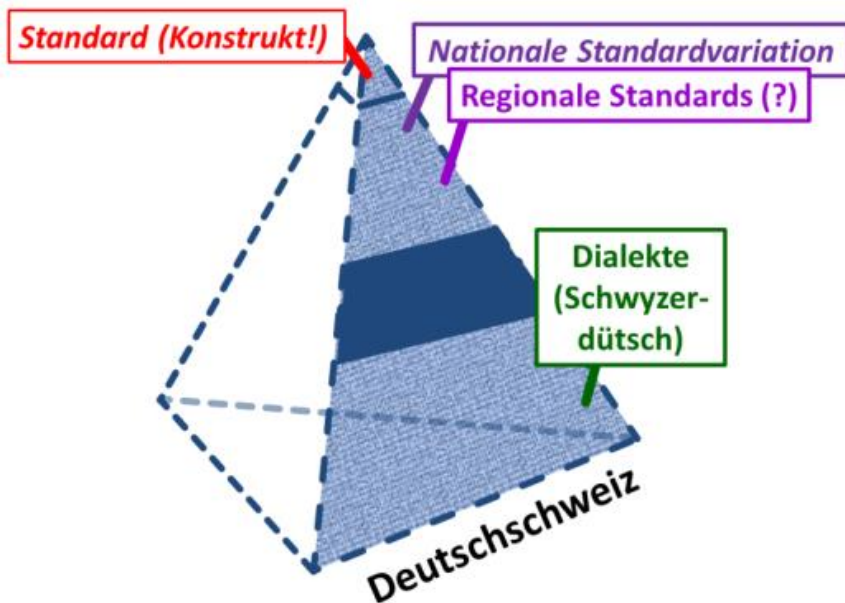 Standard (Konstrukt!)
Nationale Standardvariation
Regionale Standards (?)
Dialekte
(Schwyzer-
dütsch)
Deutschschweiz